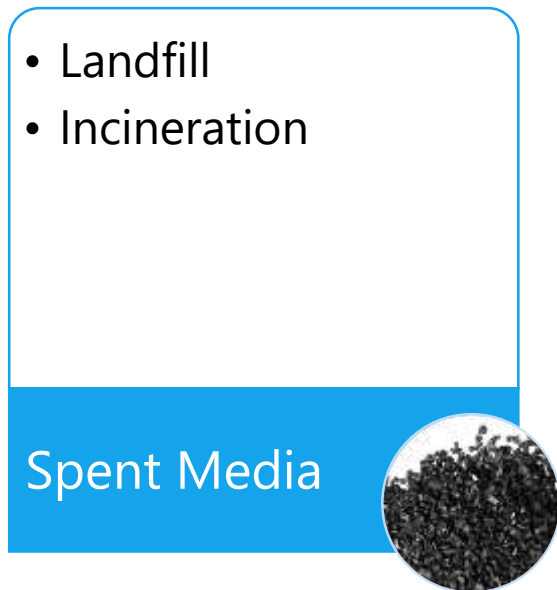 • Landfill
• Incineration
Spent Media